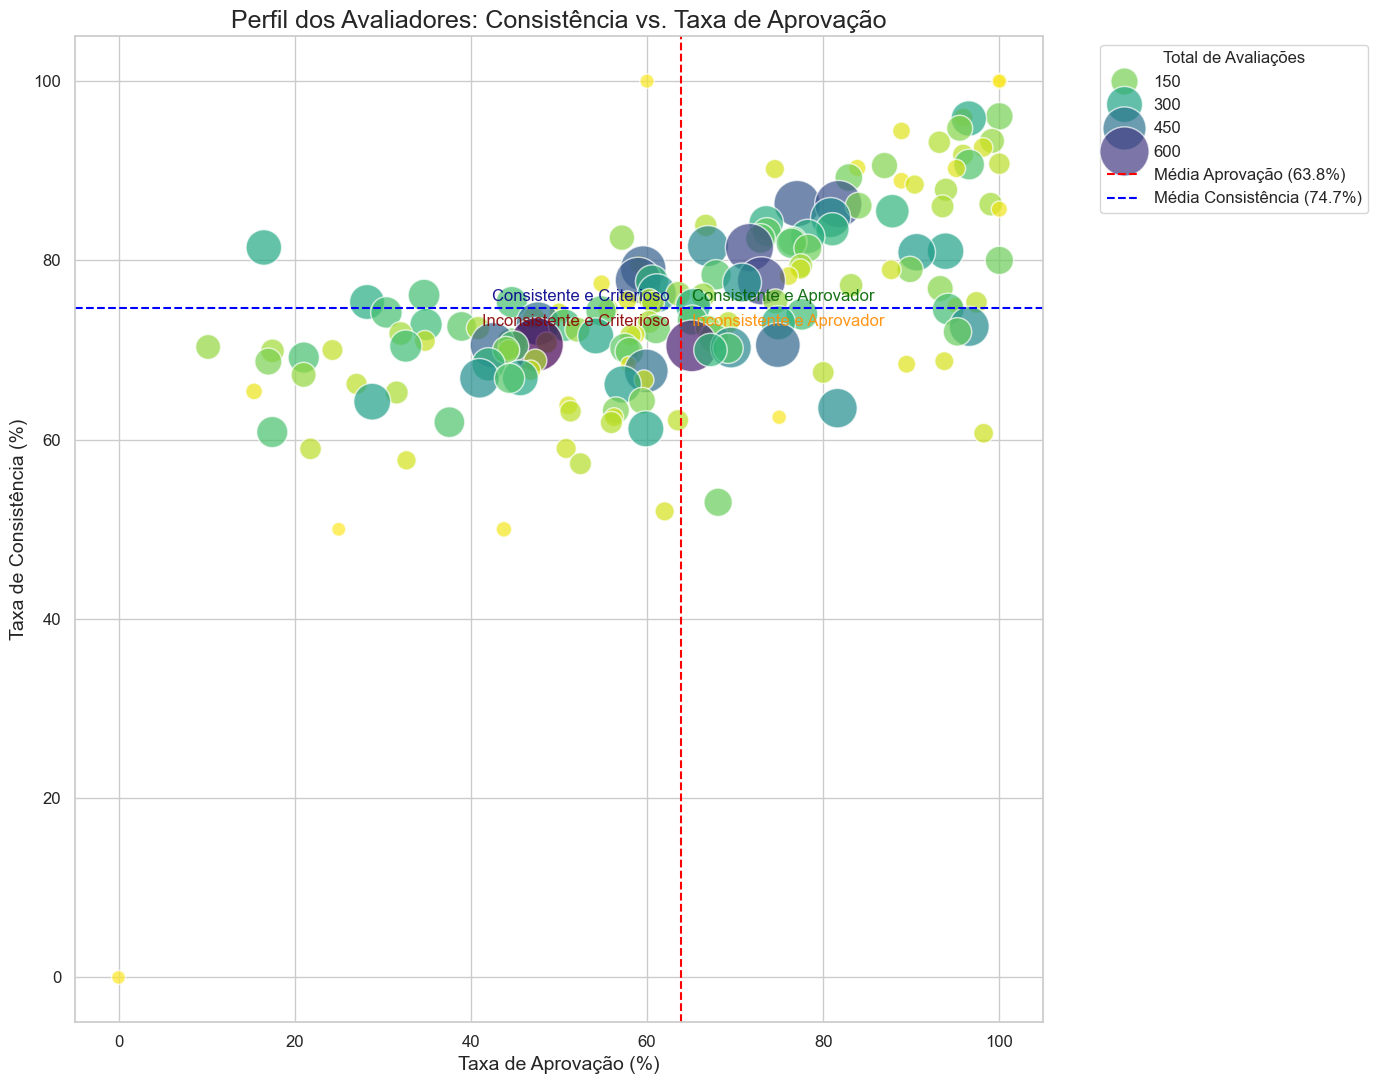 Perfil dos Avaliadores: Consistência vs. Taxa de Aprovação
Total de Avaliações
150
300
450
600
Média Aprovação (63.8%)
Média Consistência (74.7%)
Taxa de Consistência (%)
100
80
60
40
20
0
Consistente e Criterioso
Consistente e Aprovador
Inconsistente e Criterioso
Inconsistente e Aprovador
0
20
40
60
80
100
Taxa de Aprovação (%)